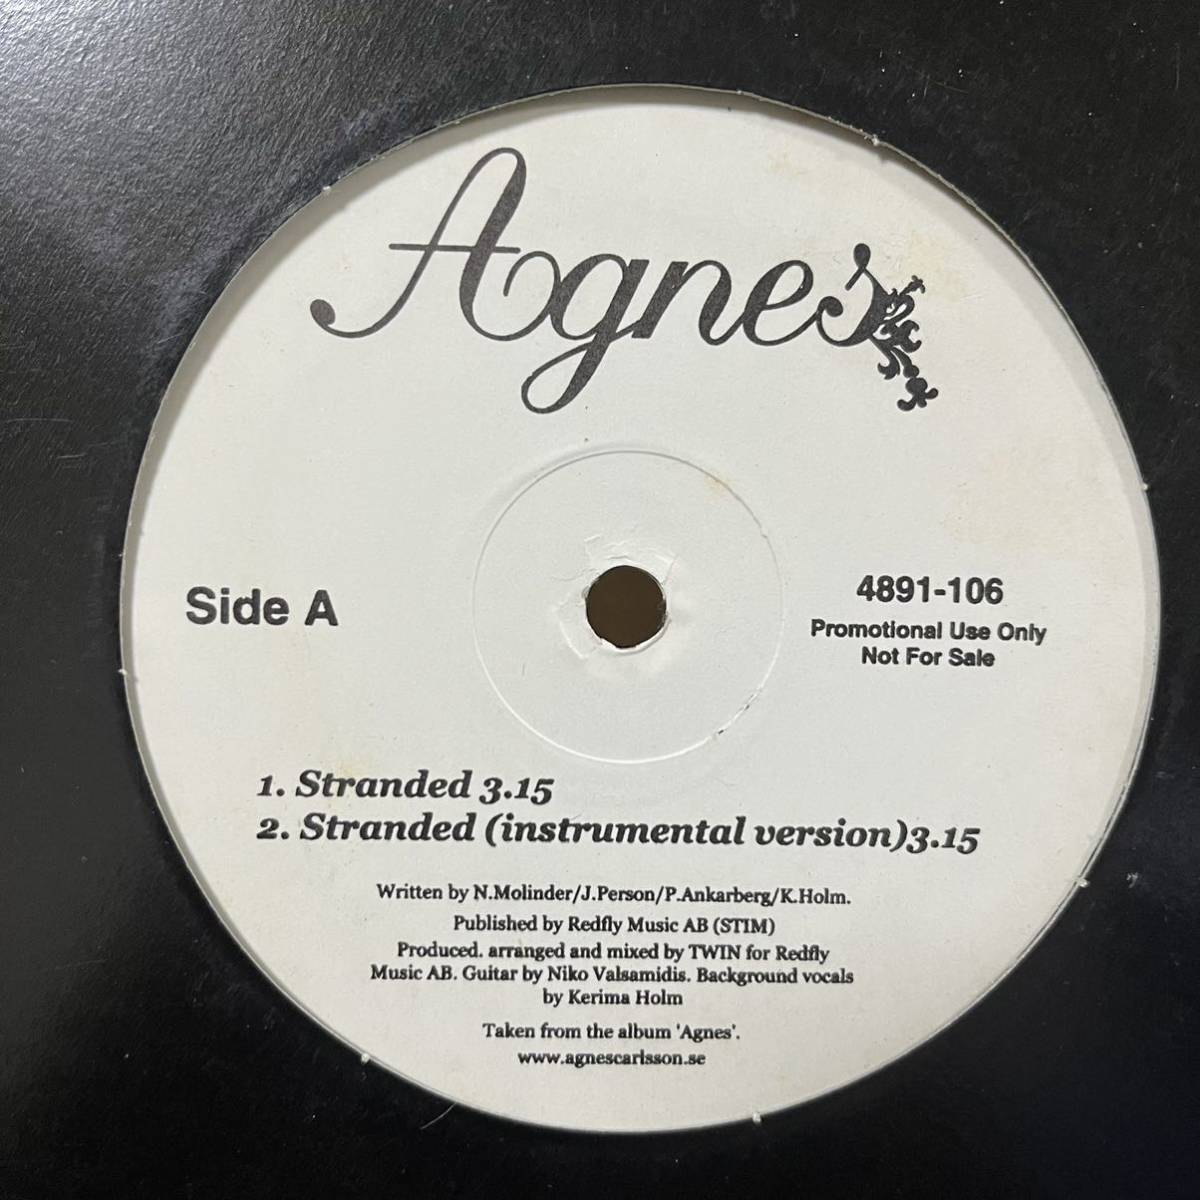 Agnes
Side A
4891-106
Promotional Use Only
Not For Sale
1. Stranded 3.15
2. Stranded (instrumental version)3.15
Written by N.Molinder/J.Person/P.Ankarberg/K.Holm.
Published by Redfly Music AB (STIM)
Produced. arranged and mixed by TWIN for Redfly
Music AB. Guitar by Niko Valsamidis. Background vocals
by Kerima Holm
Taken from the album 'Agnes'.
www.agnescarlsson.se